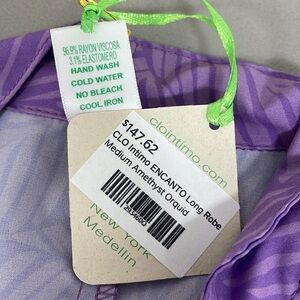 96.9% RAYON VISCOSA
3.1% ELASTOMERO
HAND WASH
COLD WATER
NO BLEACH
COOL IRON
clointimo.com
$147.62
CLO Intimo ENCANTO Long Robe
Medium Amethyst Orquid
New York
Medellin